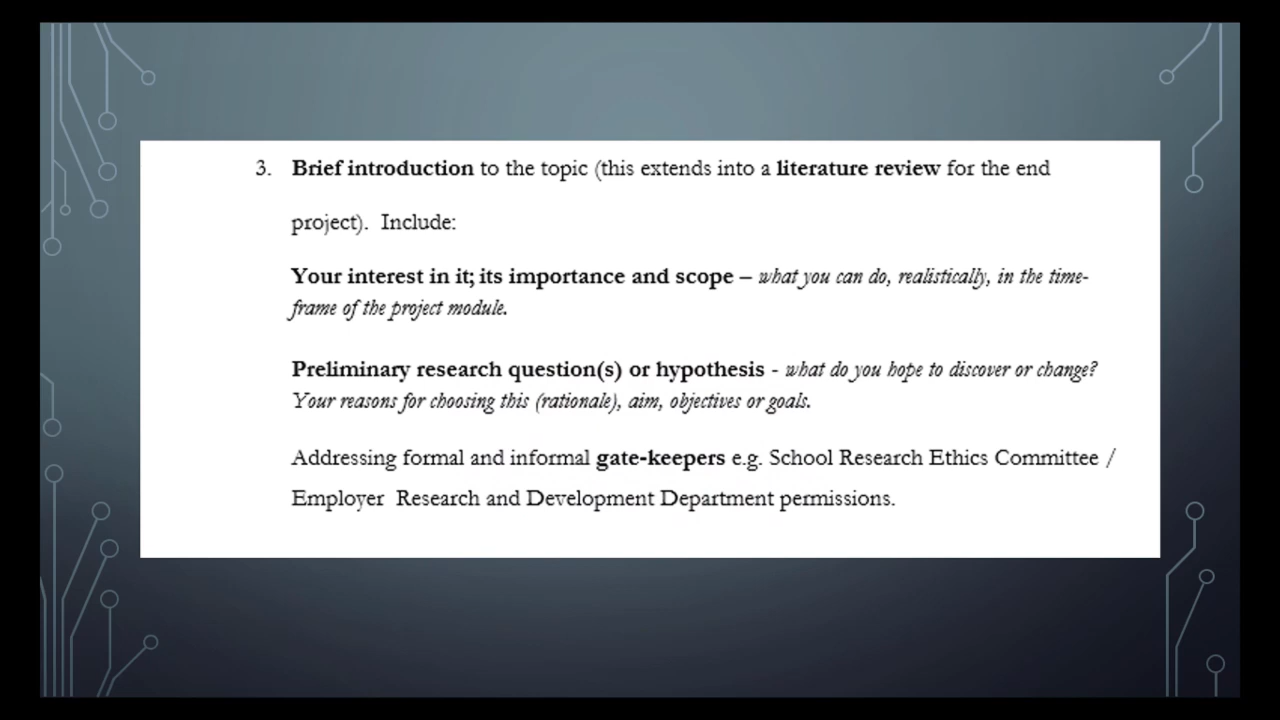 3. Brief introduction to the topic (this extends into a literature review for the end
project). Include:
Your interest in it; its importance and scope – what you can do, realistically, in the time-
frame of the project module.
Preliminary research question(s) or hypothesis - what do you hope to discover or change?
Your reasons for choosing this (rationale), aim, objectives or goals.
Addressing formal and informal gate-keepers e.g. School Research Ethics Committee /
Employer Research and Development Department permissions.